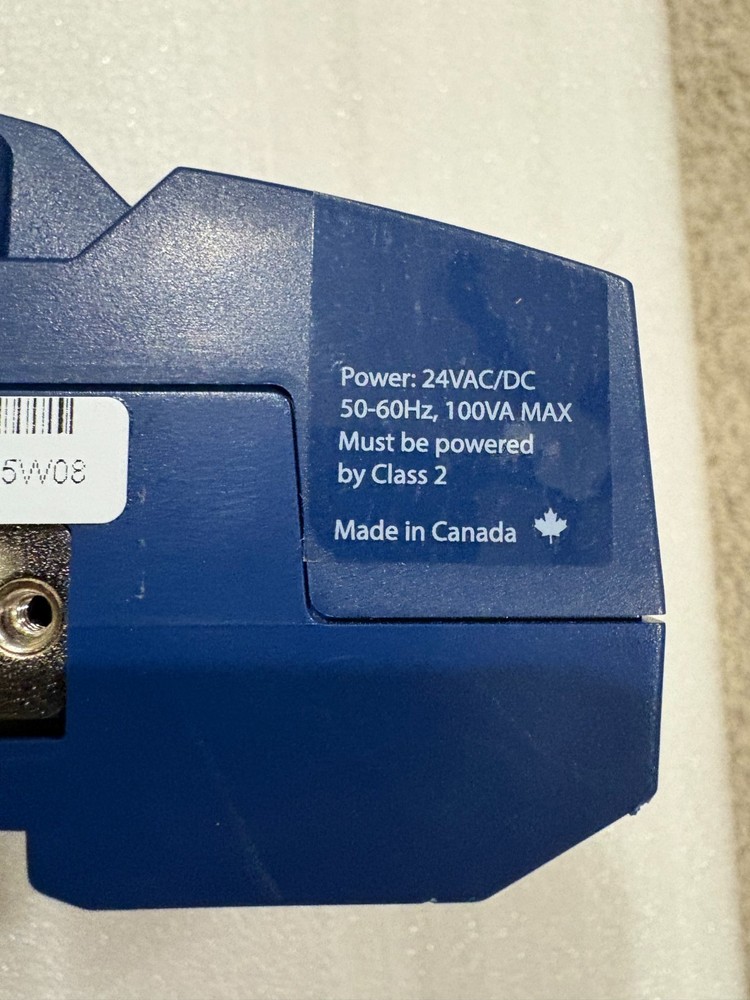 Power: 24VAC/DC
50-60Hz, 100VA MAX
Must be powered
by Class 2
Made in Canada
5W08